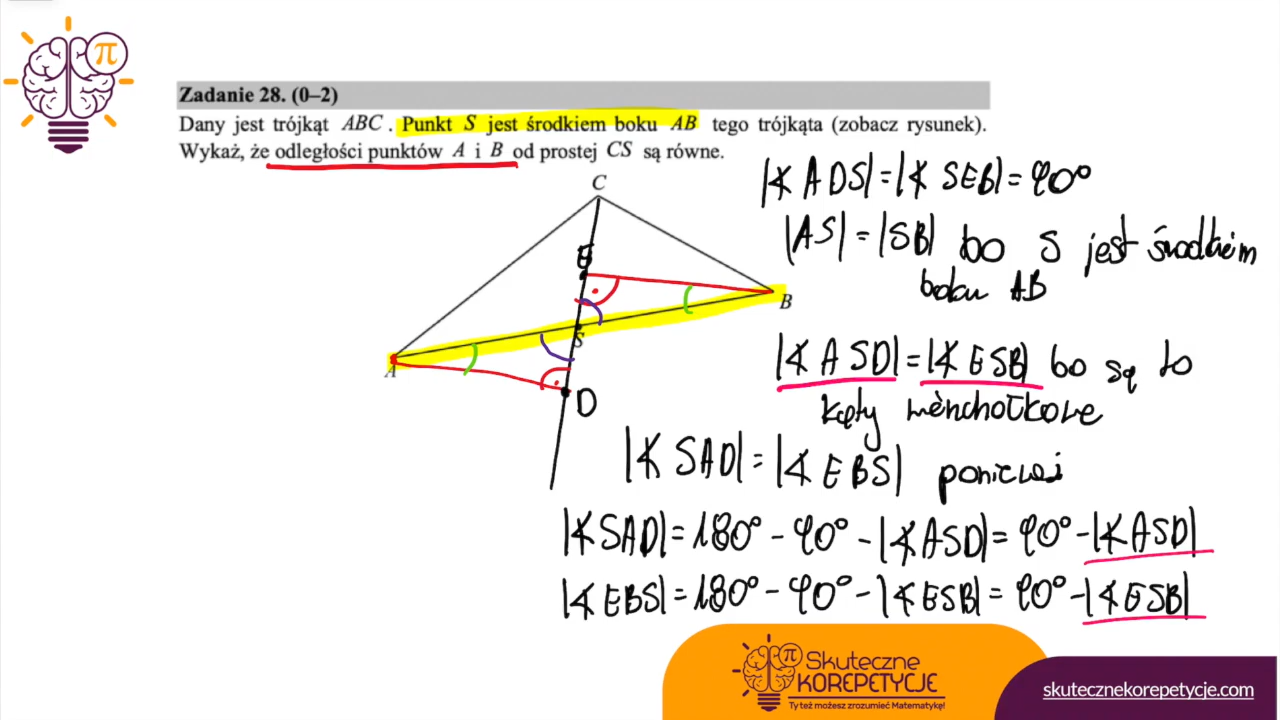 π
Zadanie 28. (0–2)
Dany jest trójkąt ABC. Punkt S jest środkiem boku AB tego trójkąta (zobacz rysunek).
Wykaż, że odległości punktów A i B od prostej CS są równe.
C
E
B
S
A
D
|∢ADS| = |∢SEB| = 90°
|AS| = |SB| bo S jest środkiem
boku AB
|∢ASD| = |∢ESB| bo są to
kąty wierzchołkowe
|∢SAD| = |∢EBS| ponieważ
|∢SAD| = 180° - 90° - |∢ASD| = 90° - |∢ASD|
|∢EBS| = 180° - 90° - |∢ESB| = 90° - |∢ESB|
π
Skuteczne
KOREPETYCJE
Ty też możesz zrozumieć Matematykę!
skutecznekorepetycje.com